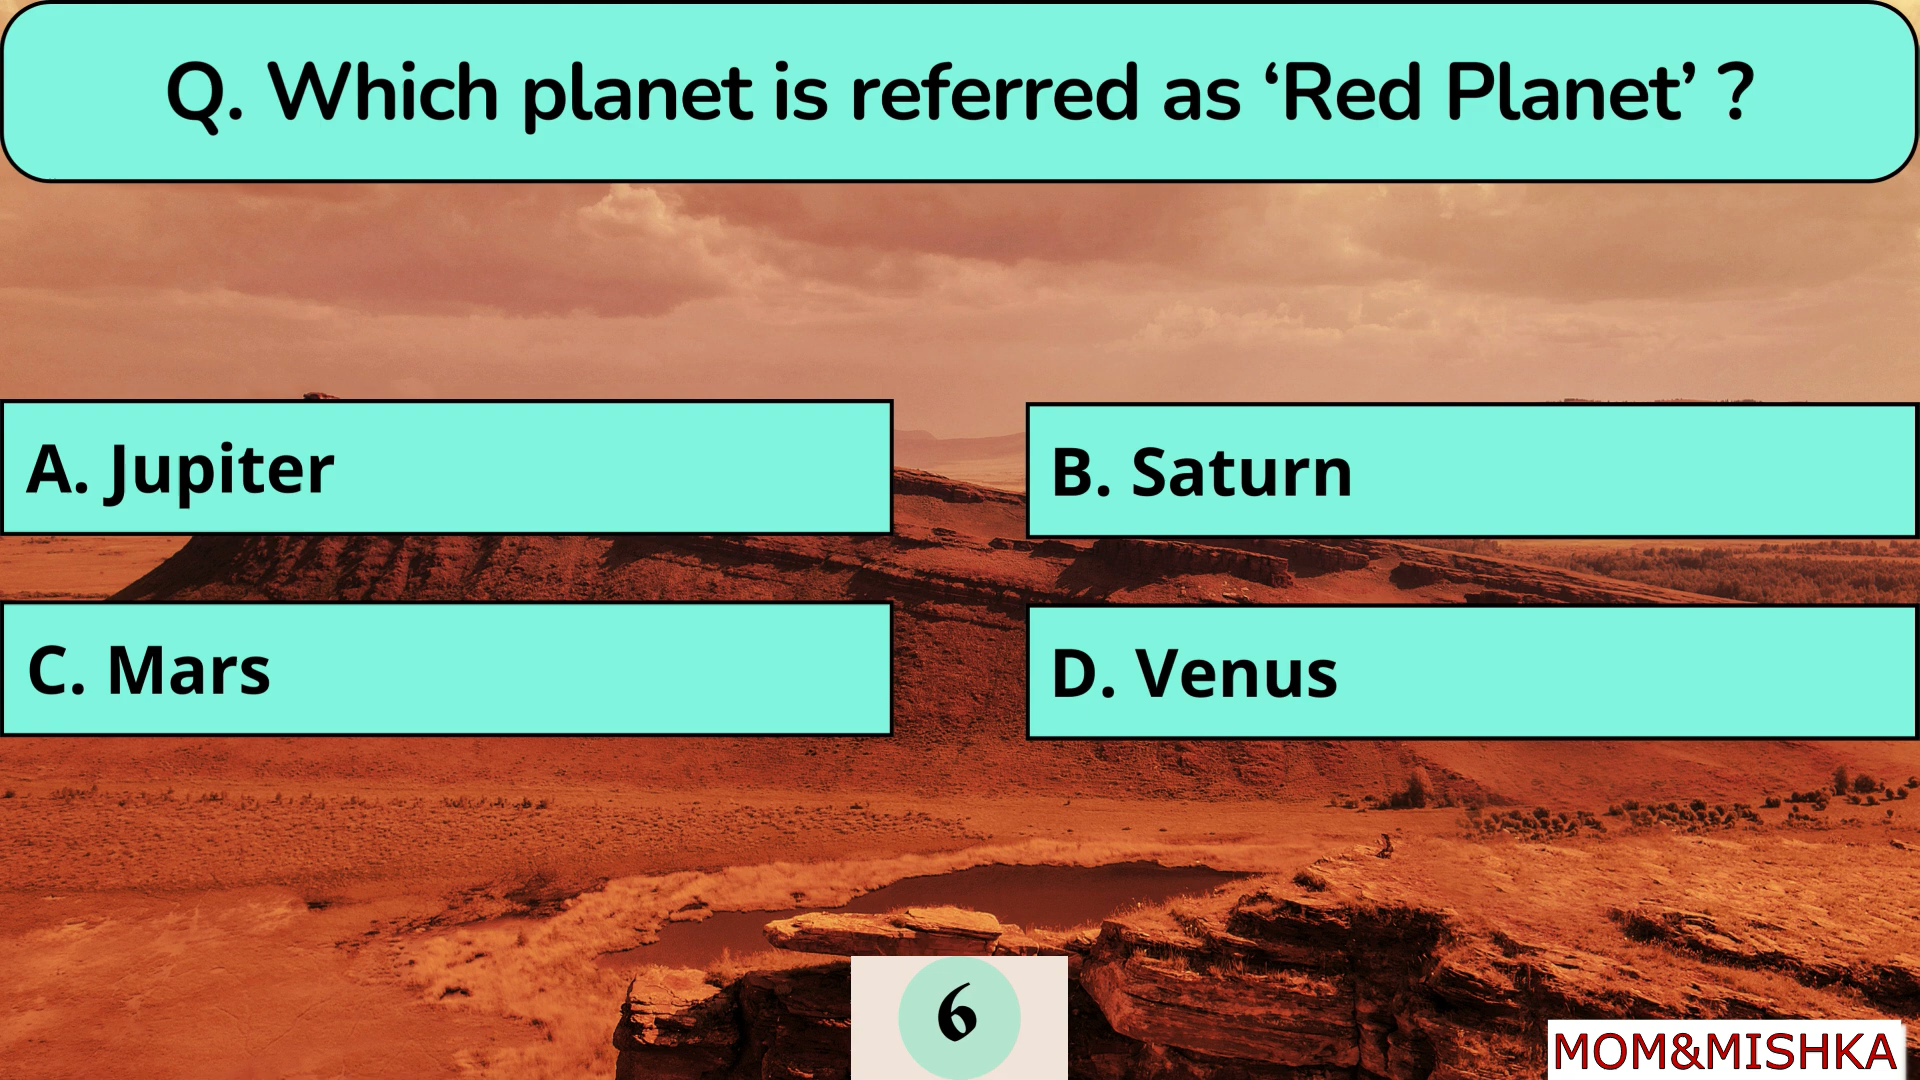 Q. Which planet is referred as ‘Red Planet’ ?
A. Jupiter
B. Saturn
C. Mars
D. Venus
6
MOM&MISHKA